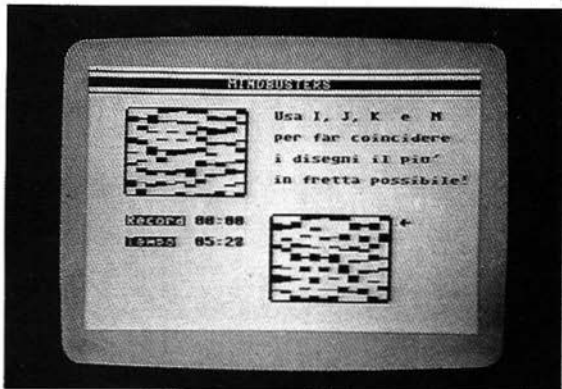 MINDBUSTERS
Usa I, J, K e M
per far coincidere
i disegni il piu'
in fretta possibile!
Record 00:00
Tempo 05:28